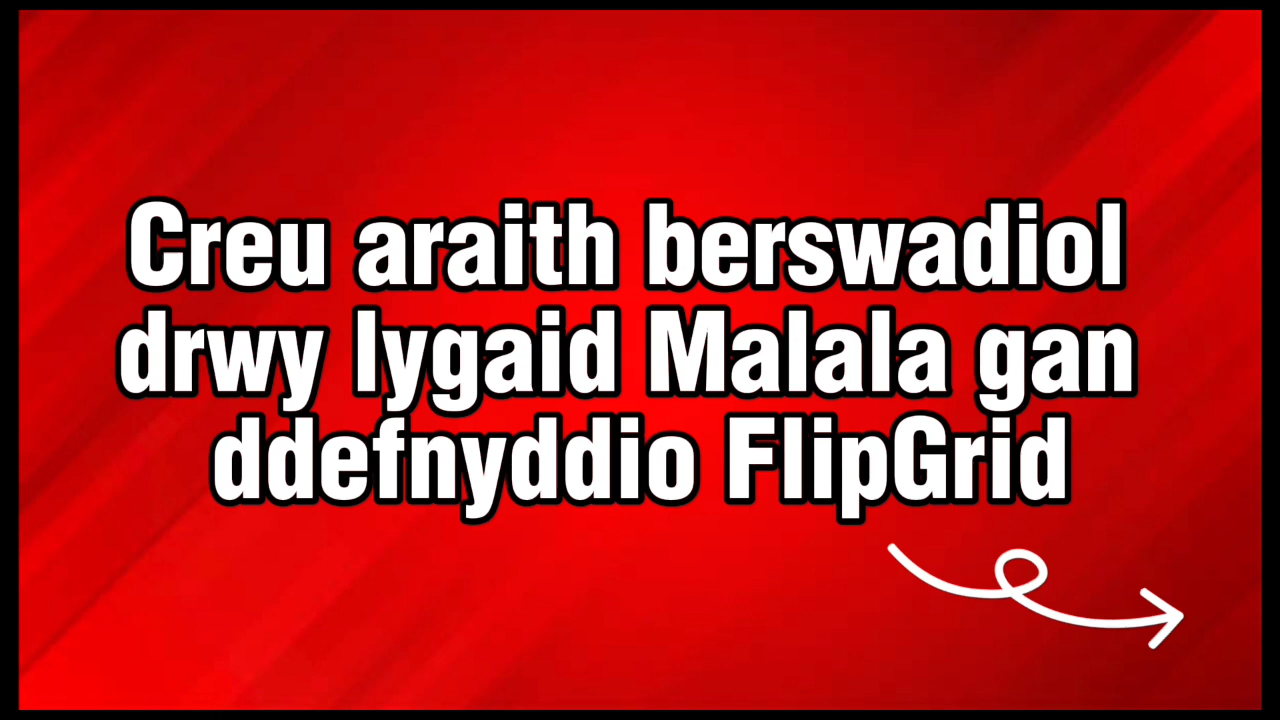 Creu araith berswadiol
drwy lygaid Malala gan
ddefnyddio FlipGrid